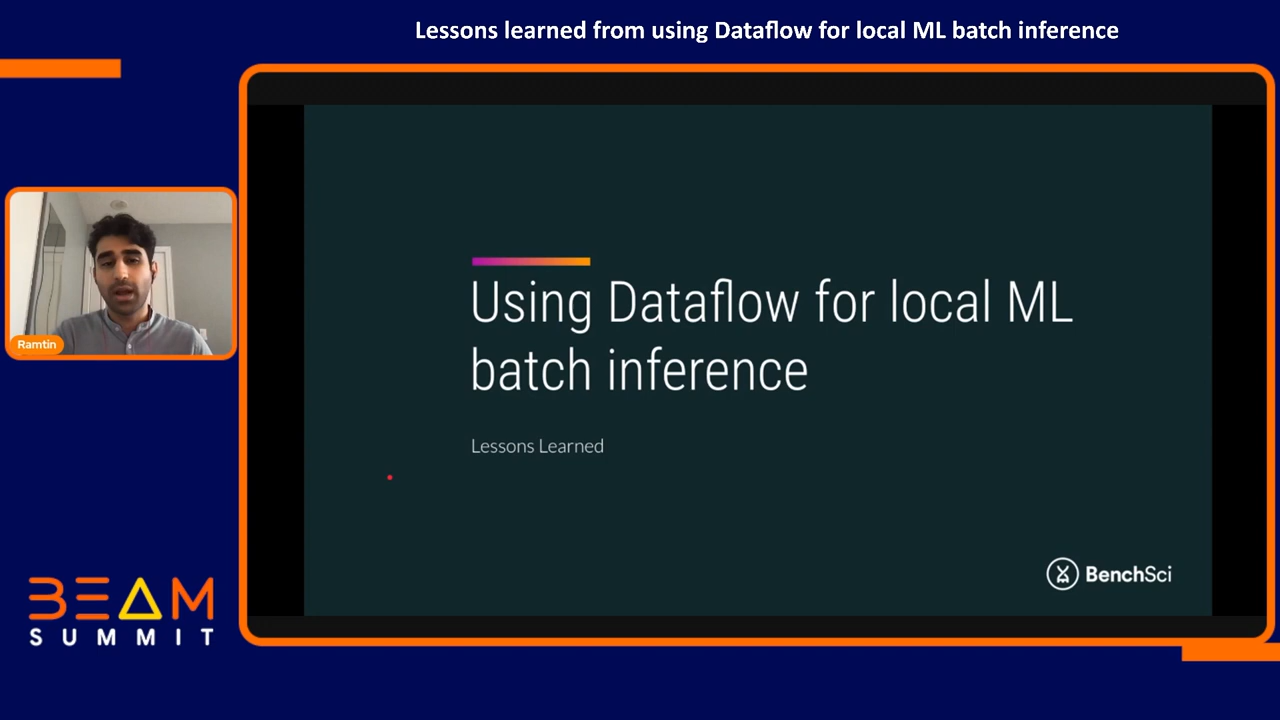 Lessons learned from using Dataflow for local ML batch inference
Ramtin
Using Dataflow for local ML
batch inference
Lessons Learned
BenchSci
BEAM
SUMMIT